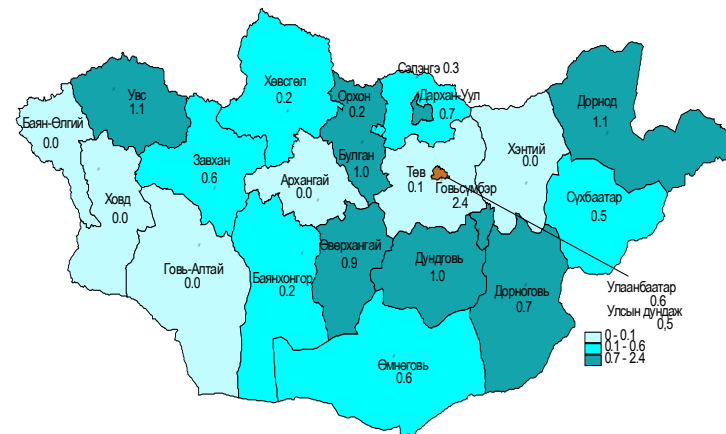 Сэлэнгэ 0.3
Хөвсгөл
0.2
Увс
1.1
Орхон
0.2
Дархан-Уул
0.7
Дорнод
1.1
Баян-Өлгий
0.0
Завхан
0.6
Булган
1.0
Хэнтий
0.0
Архангай
0.0
Төв
0.1
Говьсүмбэр
2.4
Ховд
0.0
Сүхбаатар
0.5
Говь-Алтай
0.0
Баянхонгор
0.2
Өвөрхангай
0.9
Дундговь
1.0
Дорноговь
0.7
Улаанбаатар
0.6
Улсын дундаж
0,5
Өмнөговь
0.6
0 - 0.1
0.1 - 0.6
0.7 - 2.4